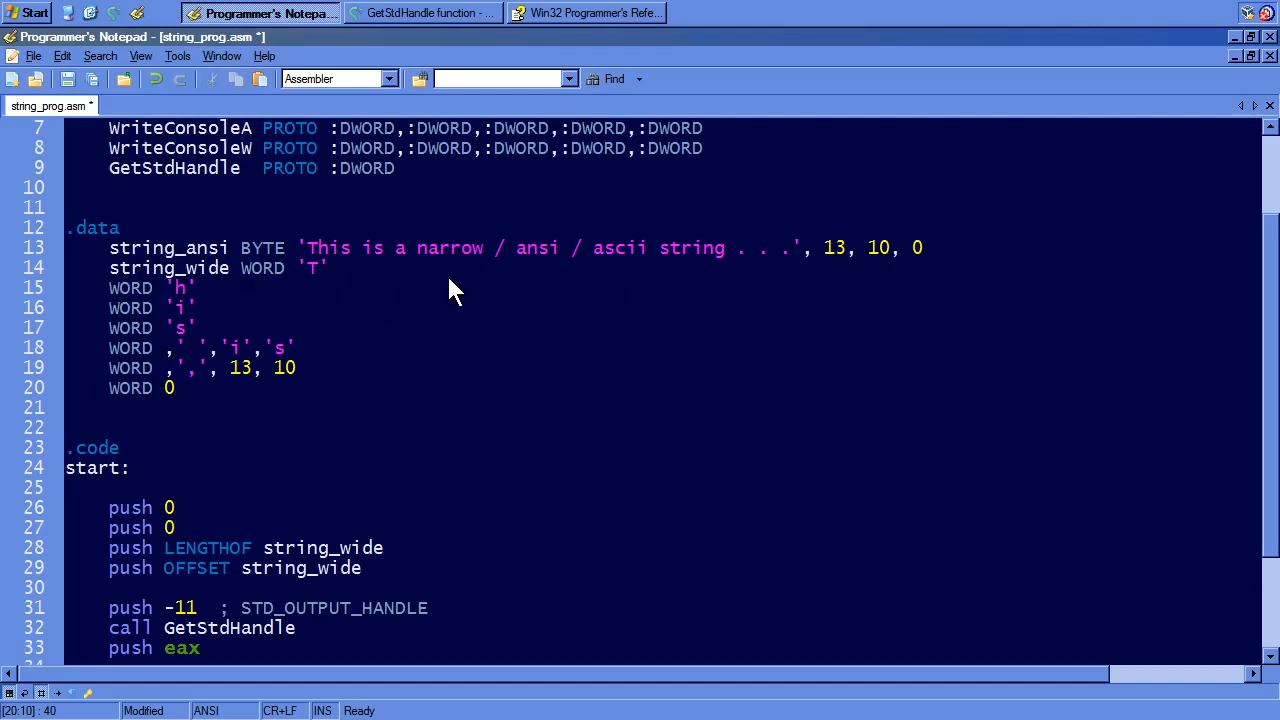 Start Programmer's Notepa... GetStdHandle function - ... Win32 Programmer's Refe...
Programmer's Notepad - [string_prog.asm *]
File Edit Search View Tools Window Help
Assembler Find
string_asm.asm *
7 WriteConsoleA PROTO :DWORD,:DWORD,:DWORD,:DWORD,:DWORD
8 WriteConsoleW PROTO :DWORD,:DWORD,:DWORD,:DWORD,:DWORD
9 GetStdHandle PROTO :DWORD
10
11
12 .data
13 string_ansi BYTE 'This is a narrow / ansi / ascii string . . .', 13, 10, 0
14 string_wide WORD 'T'
15 WORD 'h'
16 WORD 'i'
17 WORD 's'
18 WORD ,' ','i','s'
19 WORD ,',', 13, 10
20 WORD 0
21
22
23 .code
24 start:
25
26 push 0
27 push 0
28 push LENGTHOF string_wide
29 push OFFSET string_wide
30
31 push -11 ; STD_OUTPUT_HANDLE
32 call GetStdHandle
33 push eax
[20:10] : 40 Modified ANSI CR+LF INS Ready